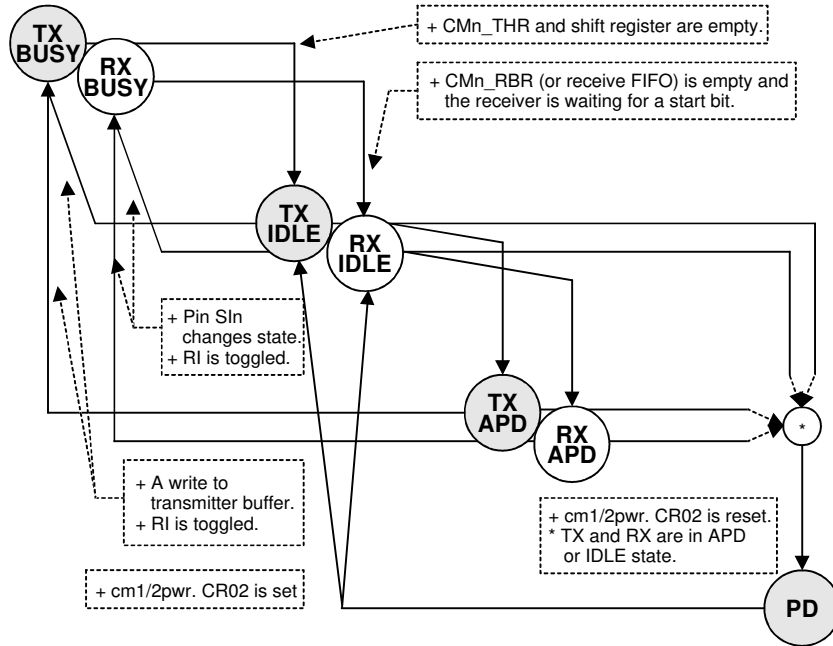 TX
BUSY
RX
BUSY
+ CMn_THR and shift register are empty.
+ CMn_RBR (or receive FIFO) is empty and
the receiver is waiting for a start bit.
TX
IDLE
RX
IDLE
+ Pin SIn
changes state.
+ RI is toggled.
TX
APD
RX
APD
*
+ A write to
transmitter buffer.
+ RI is toggled.
+ cm1/2pwr. CR02 is reset.
* TX and RX are in APD
or IDLE state.
+ cm1/2pwr. CR02 is set
PD